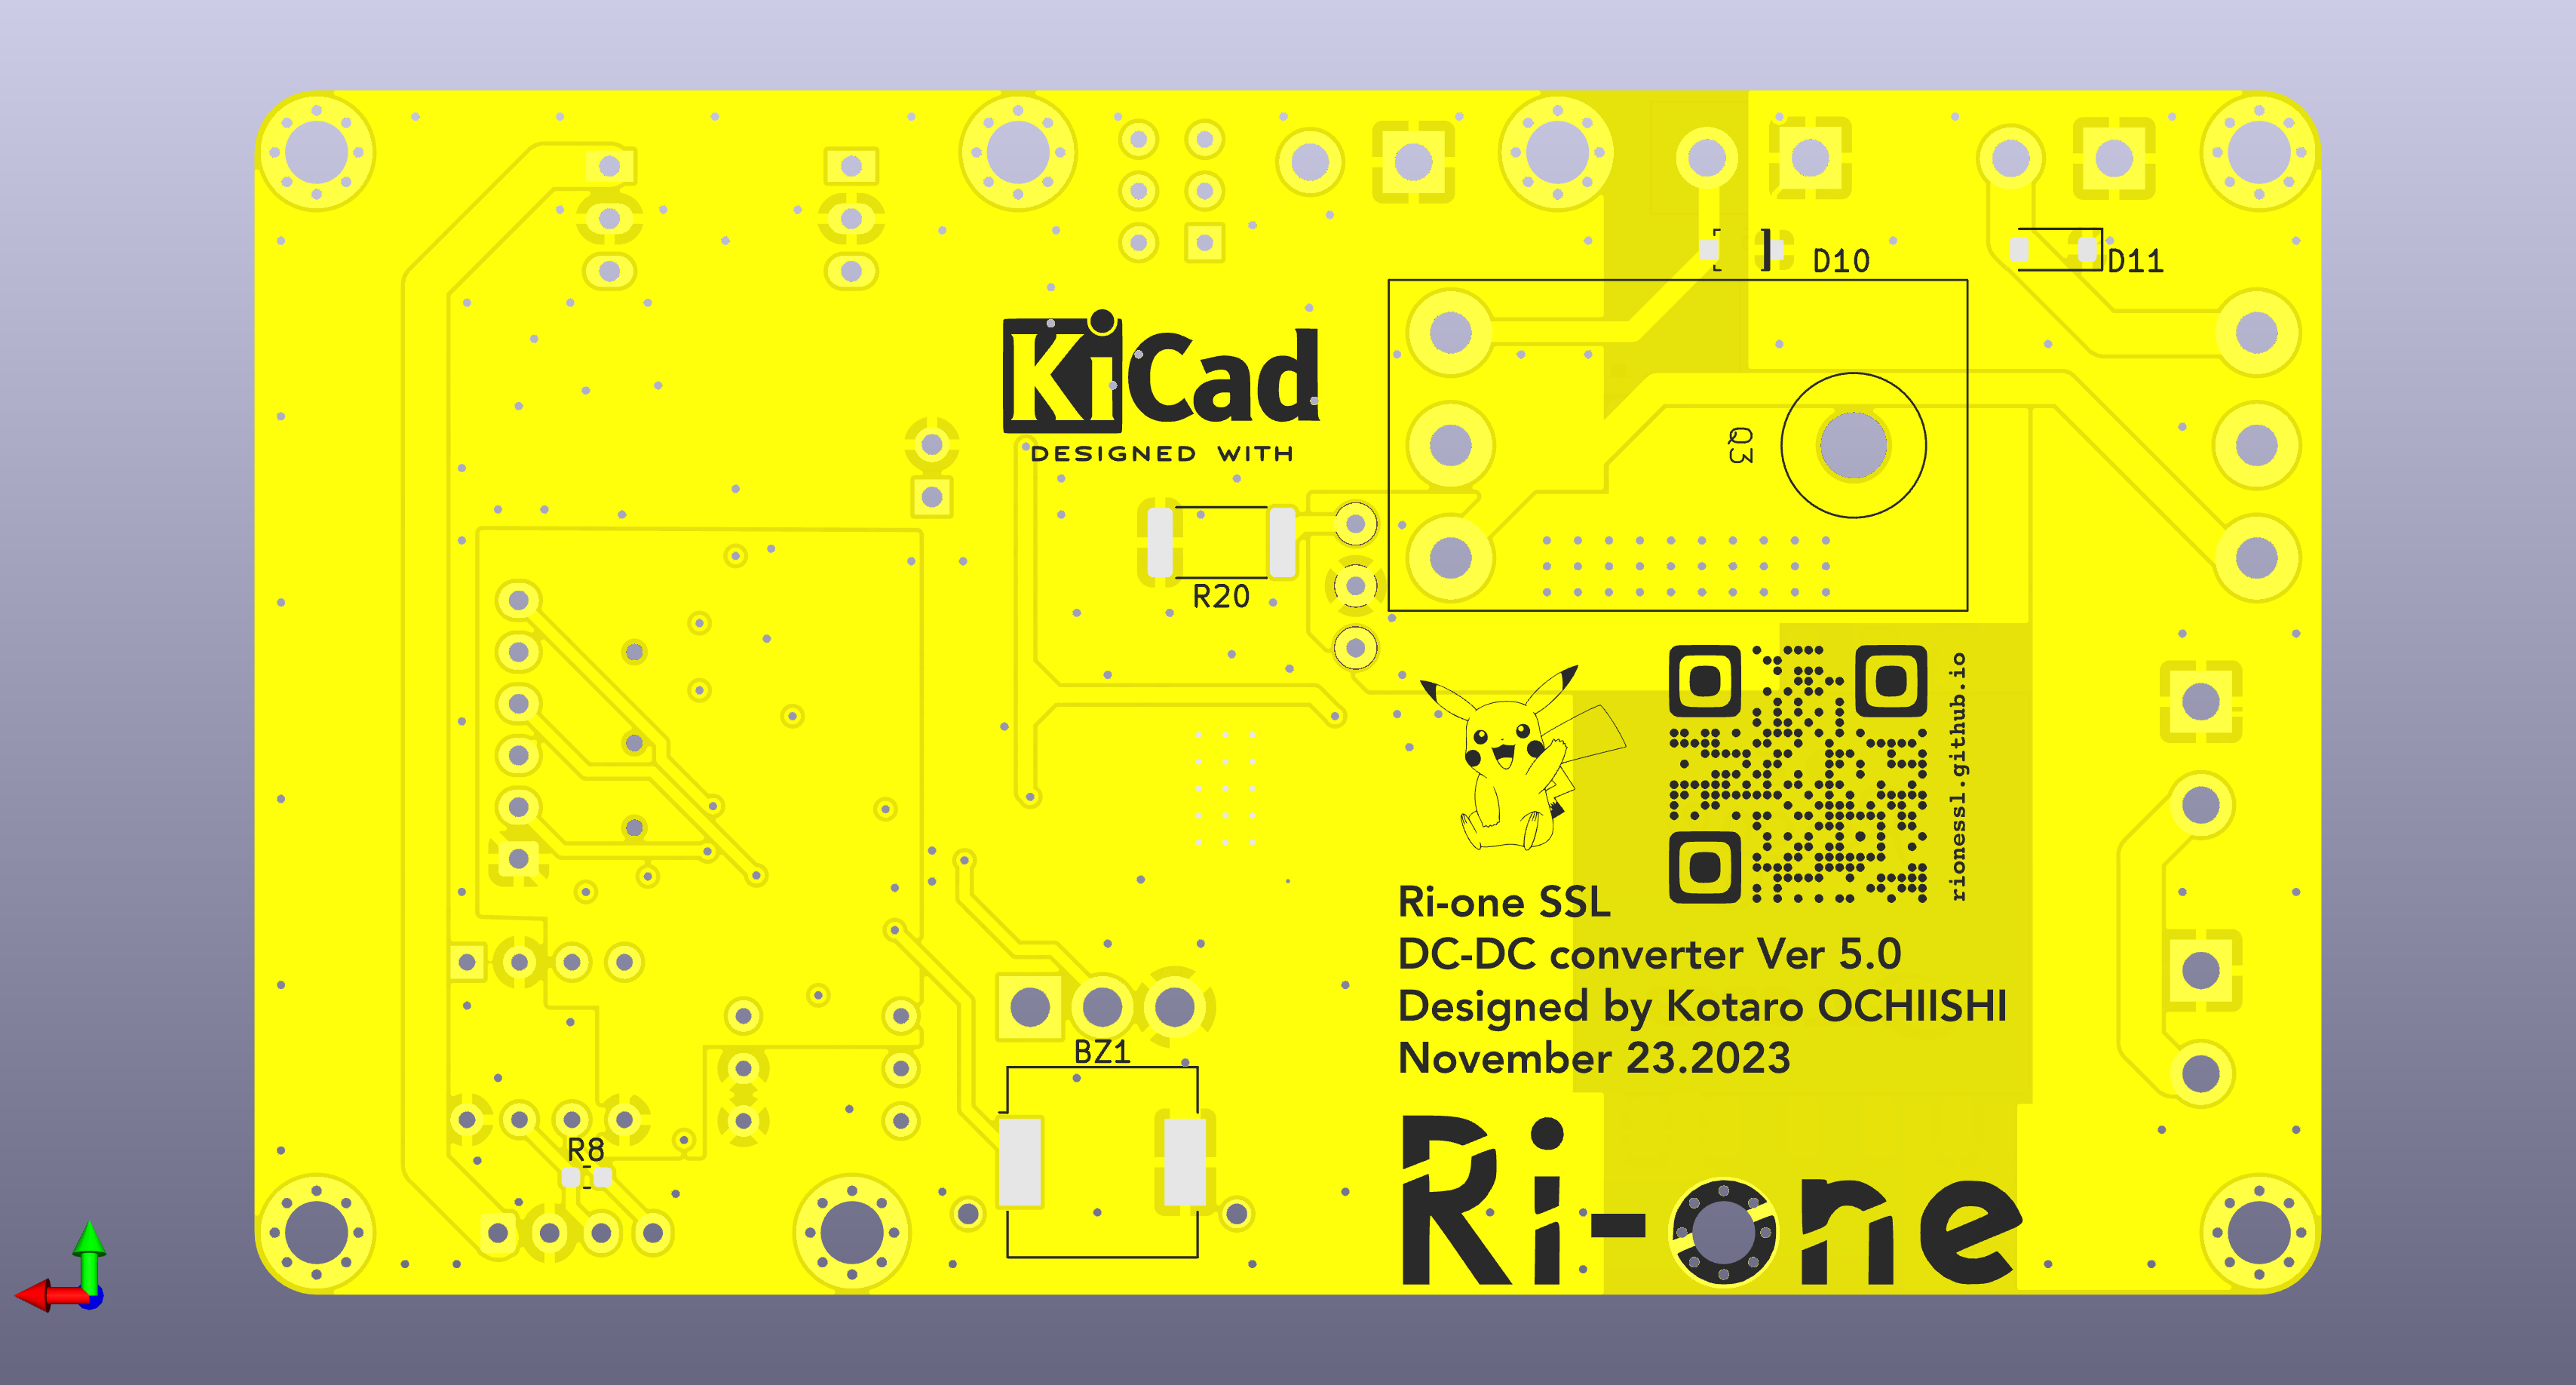 D10
D11
KiCad
DESIGNED WITH
Q3
R20
rionessl.github.io
Ri-one SSL
DC-DC converter Ver 5.0
Designed by Kotaro OCHIISHI
November 23.2023
BZ1
R8
Ri-one